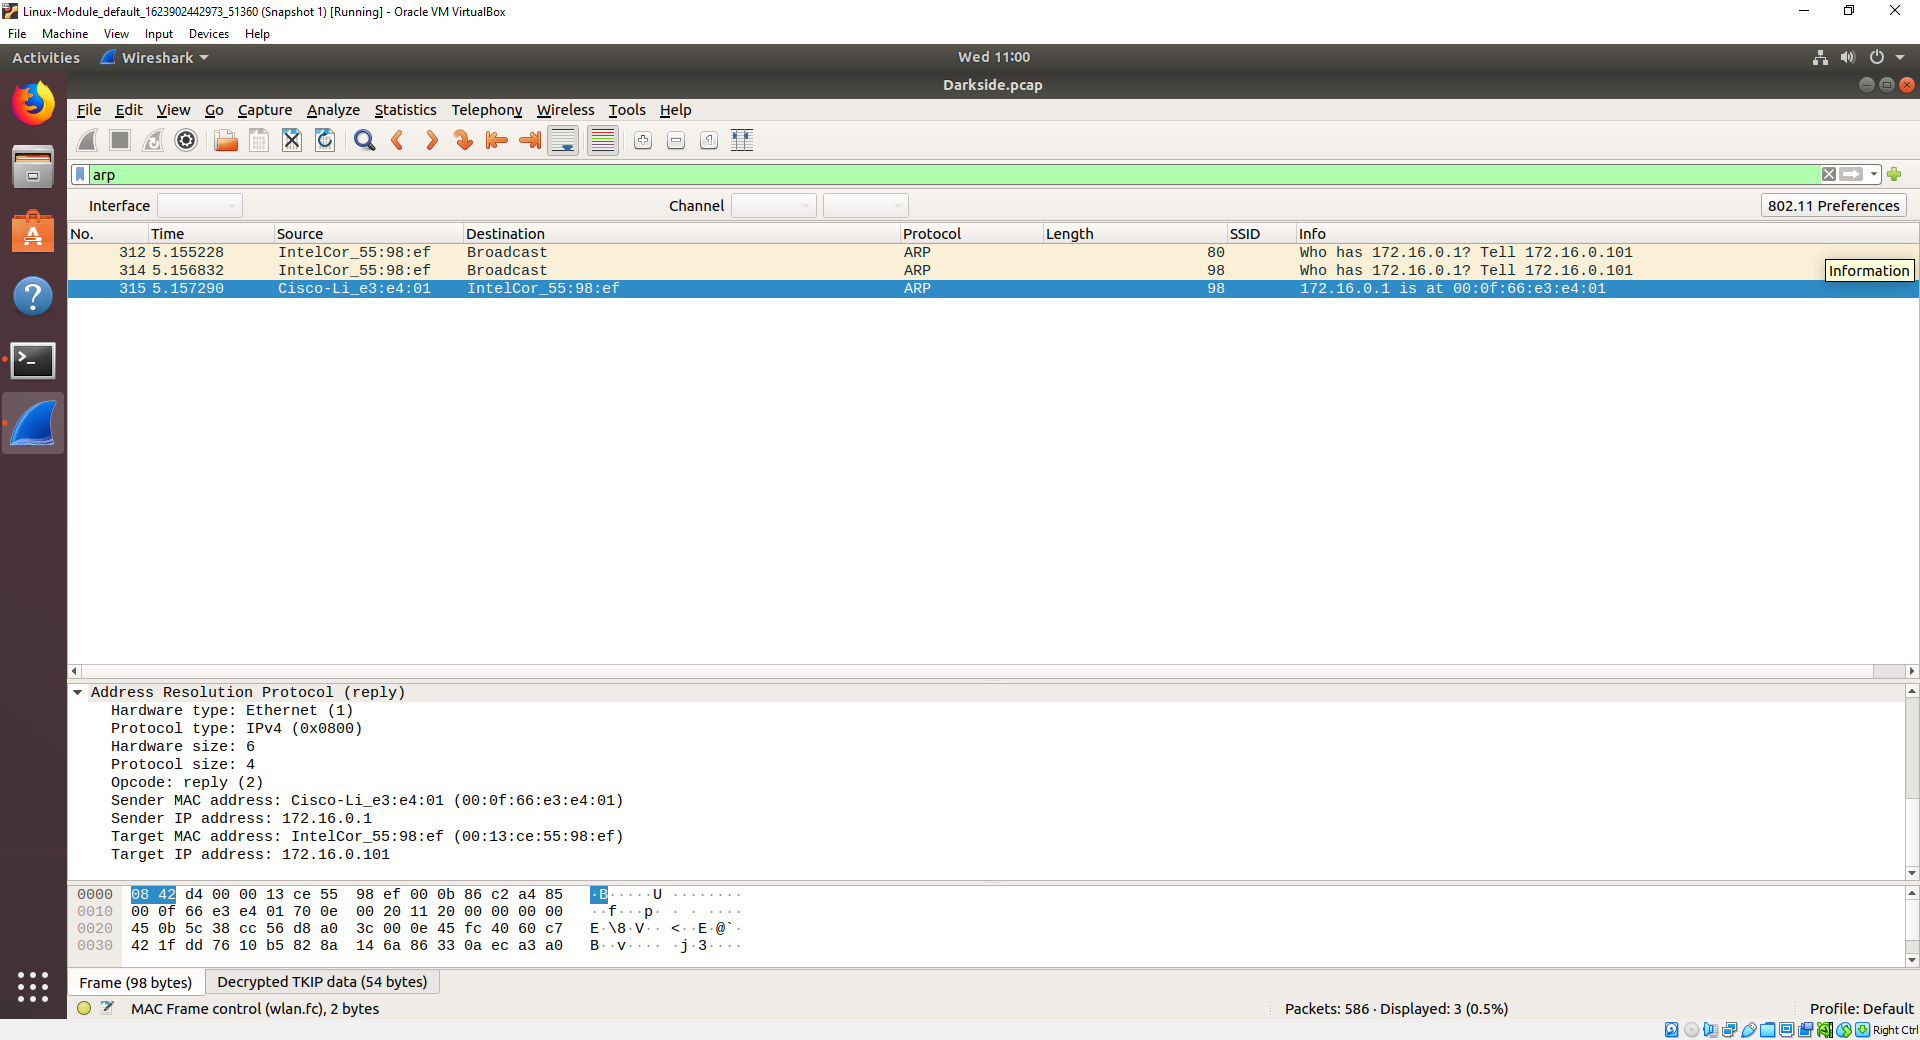 Linux-Module_default_1623902442973_51360 (Snapshot 1) [Running] - Oracle VM VirtualBox
File Machine View Input Devices Help
Activities Wireshark Wed 11:00
Darkside.pcap
File Edit View Go Capture Analyze Statistics Telephony Wireless Tools Help
arp
Interface Channel 802.11 Preferences
No. Time Source Destination Protocol Length SSID Info
312 5.155228 IntelCor_55:98:ef Broadcast ARP 80 Who has 172.16.0.1? Tell 172.16.0.101
314 5.156832 IntelCor_55:98:ef Broadcast ARP 98 Who has 172.16.0.1? Tell 172.16.0.101
Information
315 5.157290 Cisco-Li_e3:e4:01 IntelCor_55:98:ef ARP 98 172.16.0.1 is at 00:0f:66:e3:e4:01
Address Resolution Protocol (reply)
Hardware type: Ethernet (1)
Protocol type: IPv4 (0x0800)
Hardware size: 6
Protocol size: 4
Opcode: reply (2)
Sender MAC address: Cisco-Li_e3:e4:01 (00:0f:66:e3:e4:01)
Sender IP address: 172.16.0.1
Target MAC address: IntelCor_55:98:ef (00:13:ce:55:98:ef)
Target IP address: 172.16.0.101
0000 08 42 d4 00 00 13 ce 55 98 ef 00 0b 86 c2 a4 85 ·B·····U ········
0010 00 0f 66 e3 e4 01 70 0e 00 20 11 20 00 00 00 00 ··f···p· · · ····
0020 45 0b 5c 38 cc 56 d8 a0 3c 00 0e 45 fc 40 60 c7 E·\8·V·· <··E·@`·
0030 42 1f dd 76 10 b5 82 8a 14 6a 86 33 0a ec a3 a0 B··v···· ·j·3····
Frame (98 bytes) Decrypted TKIP data (54 bytes)
MAC Frame control (wlan.fc), 2 bytes Packets: 586 · Displayed: 3 (0.5%) Profile: Default
Right Ctrl